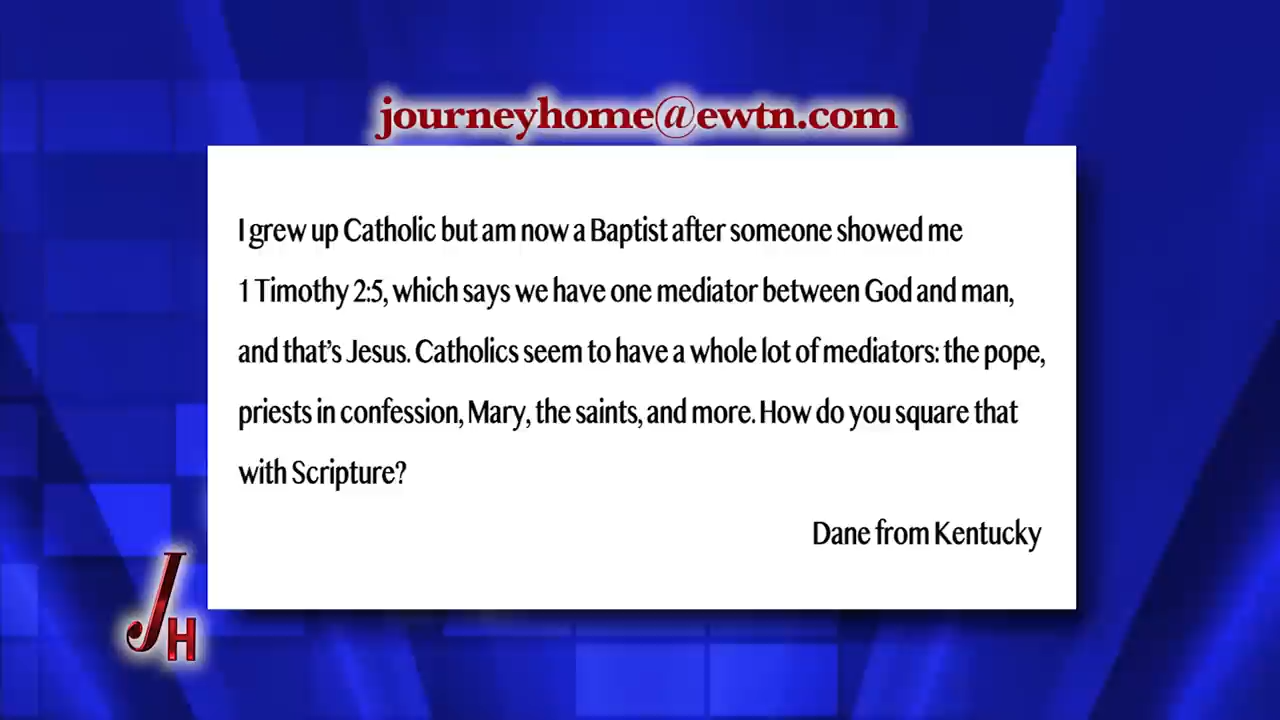 journeyhome@ewtn.com
I grew up Catholic but am now a Baptist after someone showed me
1 Timothy 2:5, which says we have one mediator between God and man,
and that's Jesus. Catholics seem to have a whole lot of mediators: the pope,
priests in confession, Mary, the saints, and more. How do you square that
with Scripture?
Dane from Kentucky
JH